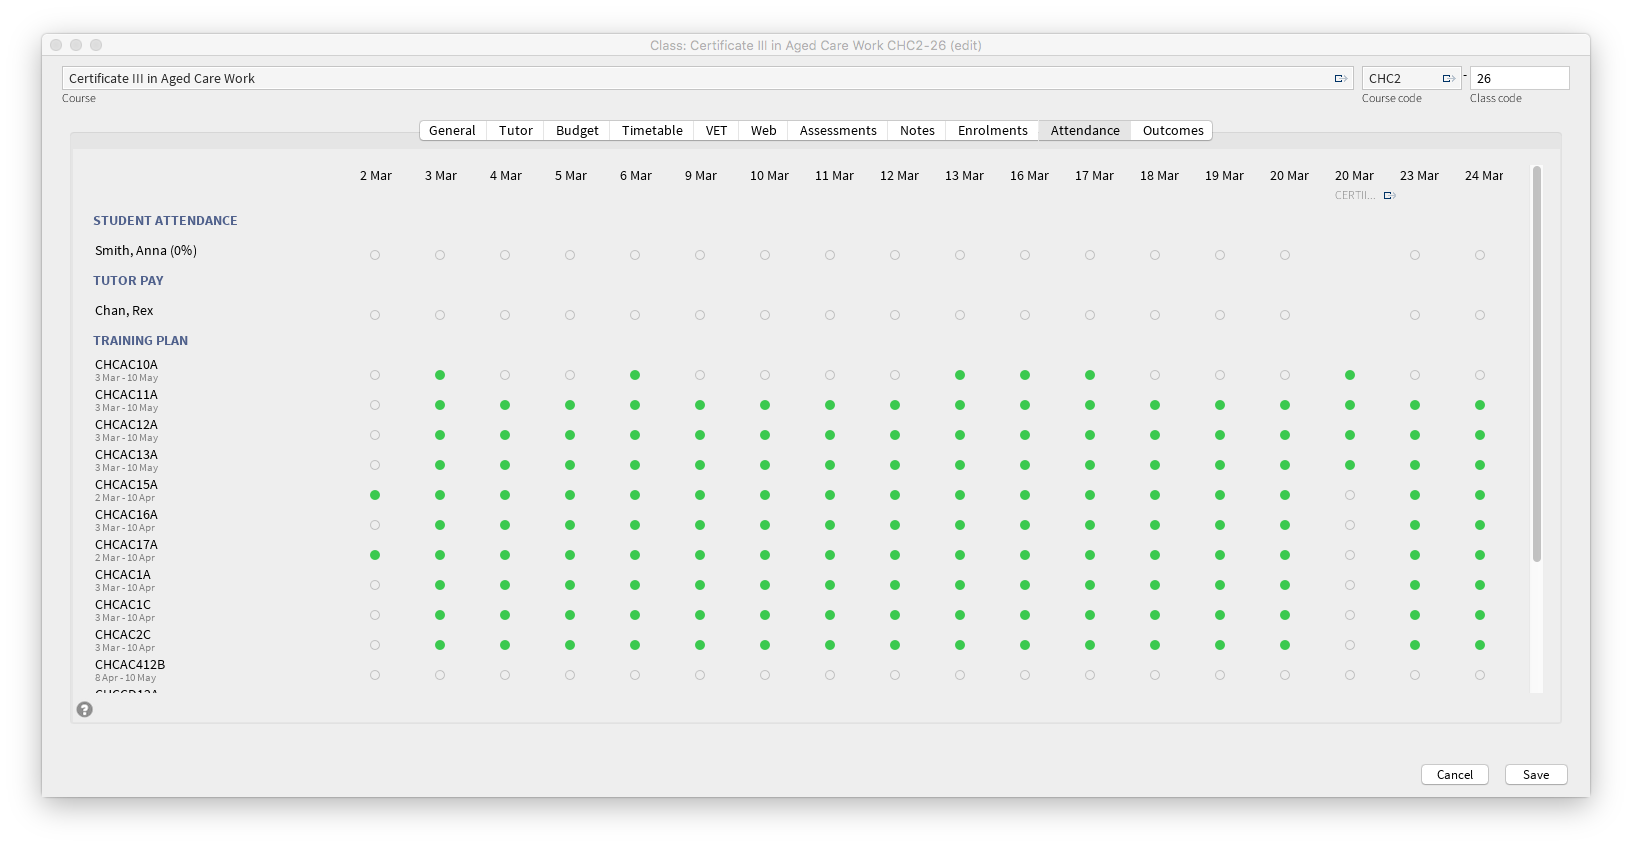 Class: Certificate III in Aged Care Work CHC2-26 (edit)
Certificate III in Aged Care Work CHC2 - 26
Course Course code Class code
General Tutor Budget Timetable VET Web Assessments Notes Enrolments Attendance Outcomes
2 Mar 3 Mar 4 Mar 5 Mar 6 Mar 9 Mar 10 Mar 11 Mar 12 Mar 13 Mar 16 Mar 17 Mar 18 Mar 19 Mar 20 Mar 20 Mar 23 Mar 24 Mar
CERTII...
STUDENT ATTENDANCE
Smith, Anna (0%)
TUTOR PAY
Chan, Rex
TRAINING PLAN
CHCAC10A
3 Mar - 10 May
CHCAC11A
3 Mar - 10 May
CHCAC12A
3 Mar - 10 May
CHCAC13A
3 Mar - 10 May
CHCAC15A
2 Mar - 10 Apr
CHCAC16A
3 Mar - 10 Apr
CHCAC17A
2 Mar - 10 Apr
CHCAC1A
3 Mar - 10 Apr
CHCAC1C
3 Mar - 10 Apr
CHCAC2C
3 Mar - 10 Apr
CHCAC412B
8 Apr - 10 May
?
Cancel Save